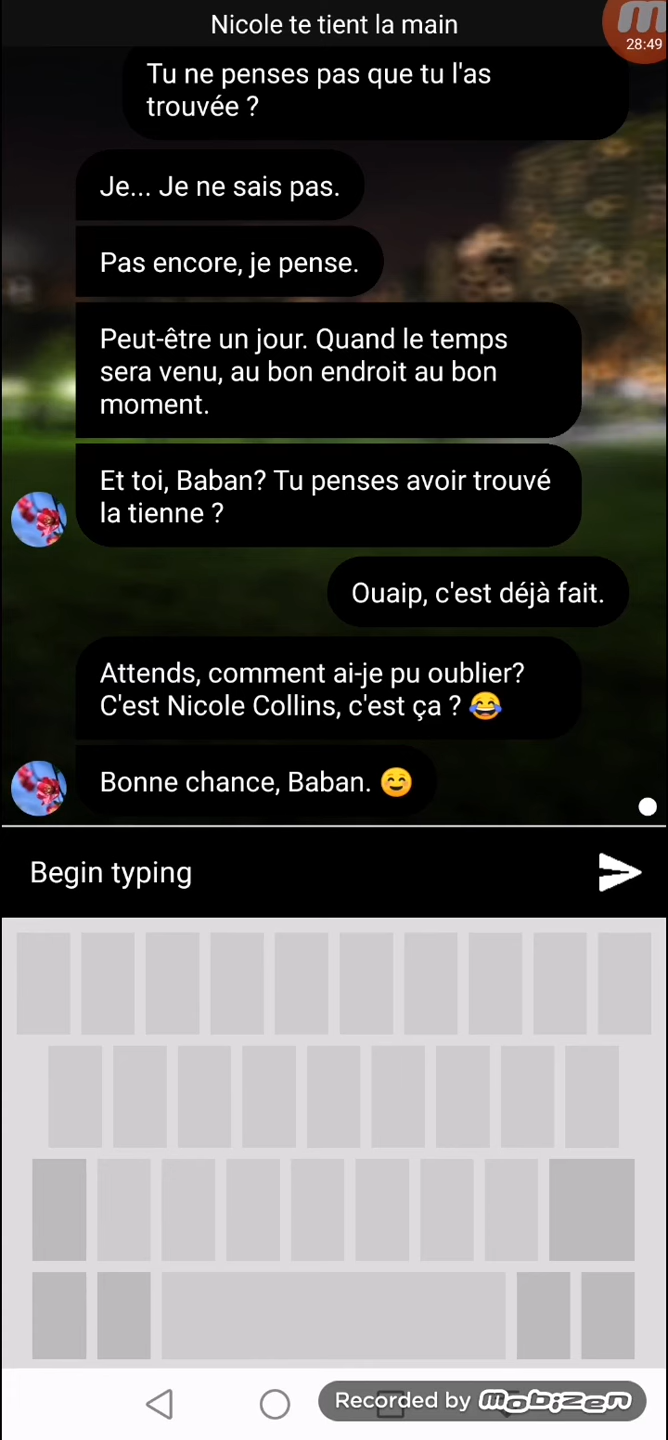 Nicole te tient la main
28:49
Tu ne penses pas que tu l'as
trouvée ?
Je... Je ne sais pas.
Pas encore, je pense.
Peut-être un jour. Quand le temps
sera venu, au bon endroit au bon
moment.
Et toi, Baban? Tu penses avoir trouvé
la tienne ?
Ouaip, c'est déjà fait.
Attends, comment ai-je pu oublier?
C'est Nicole Collins, c'est ça ? 😂
Bonne chance, Baban. ☺️
Begin typing
Recorded by mobizen